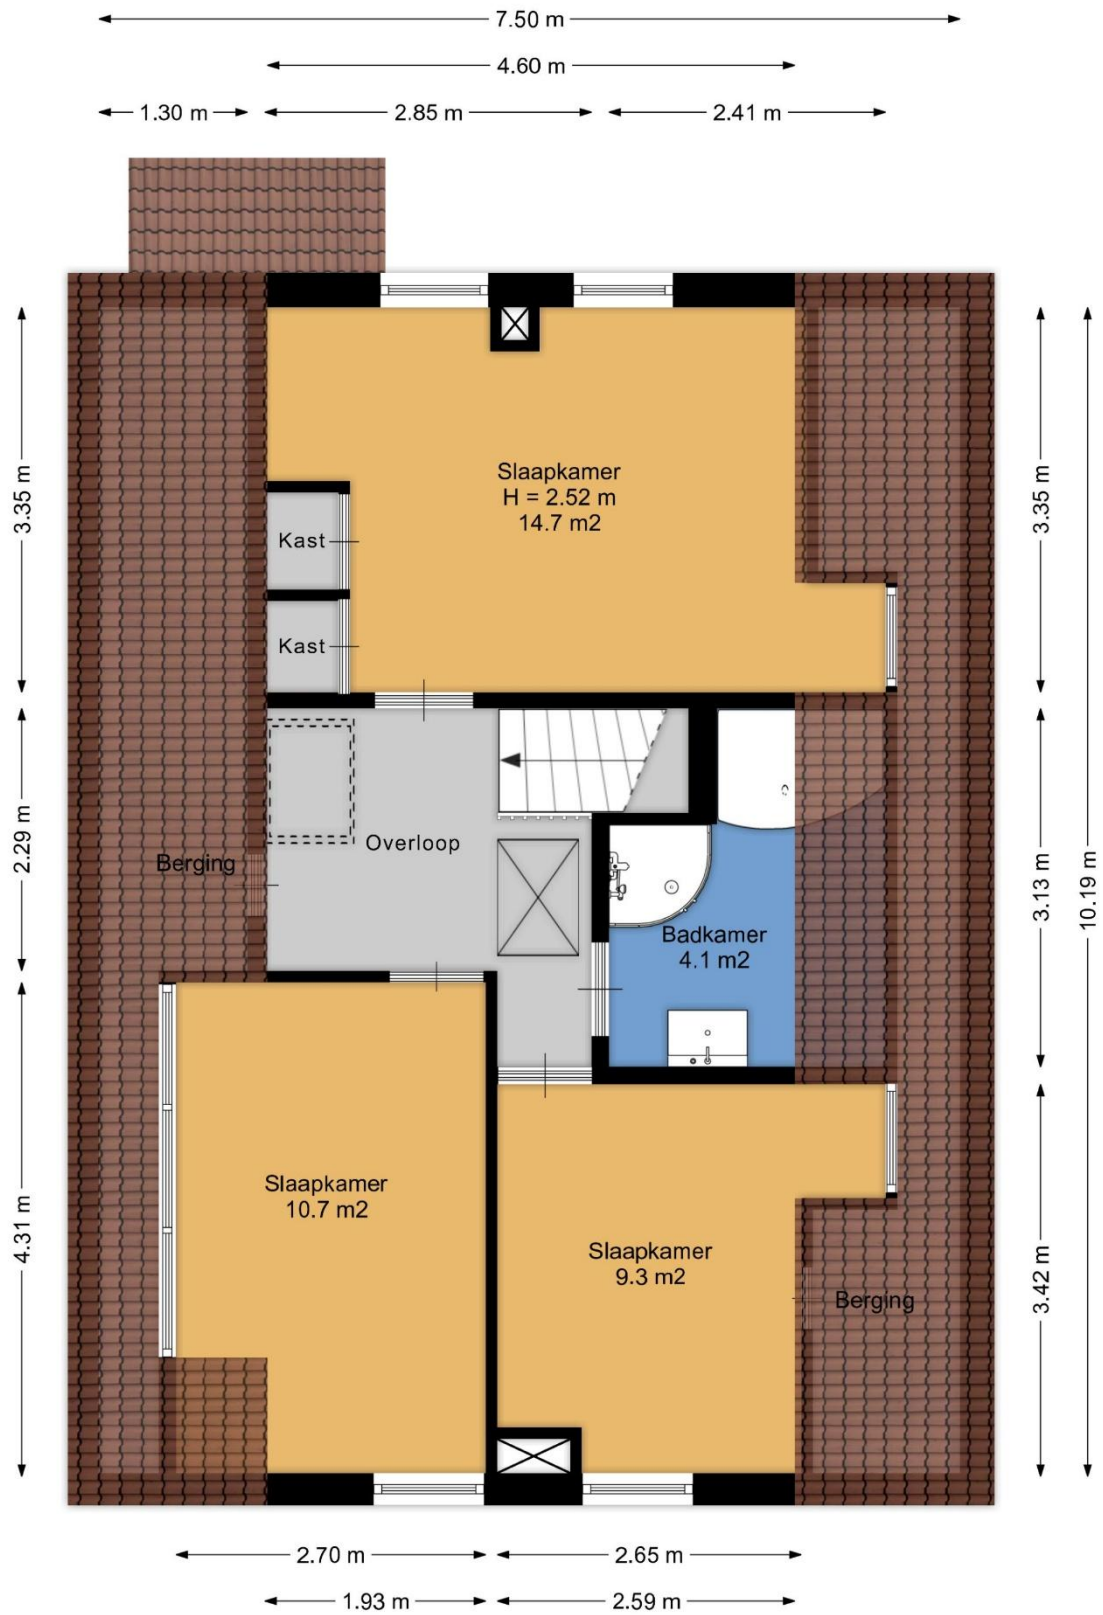 7.50 m
4.60 m
1.30 m
2.85 m
2.41 m
3.35 m
Slaapkamer
H = 2.52 m
14.7 m2
3.35 m
Kast
Kast
2.29 m
Overloop
Berging
3.13 m
10.19 m
Badkamer
4.1 m2
4.31 m
Slaapkamer
10.7 m2
Slaapkamer
9.3 m2
3.42 m
Berging
2.70 m
2.65 m
1.93 m
2.59 m